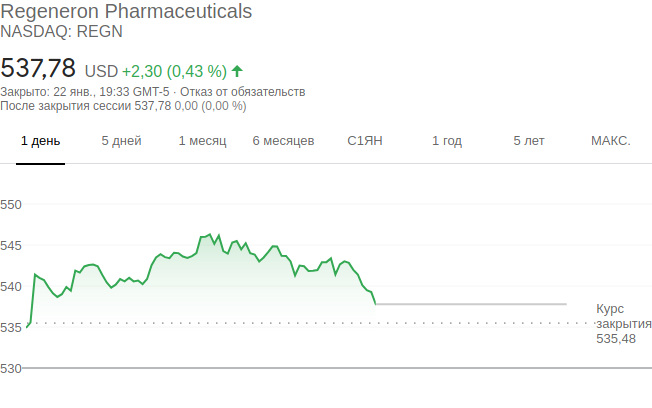 Regeneron Pharmaceuticals
NASDAQ: REGN
537,78 USD +2,30 (0,43 %)
Закрыто: 22 янв., 19:33 GMT-5 · Отказ от обязательств
После закрытия сессии 537,78 0,00 (0,00 %)
1 день 5 дней 1 месяц 6 месяцев С1ЯН 1 год 5 лет МАКС.
550
545
540
535
530
Курс
закрытия
535,48